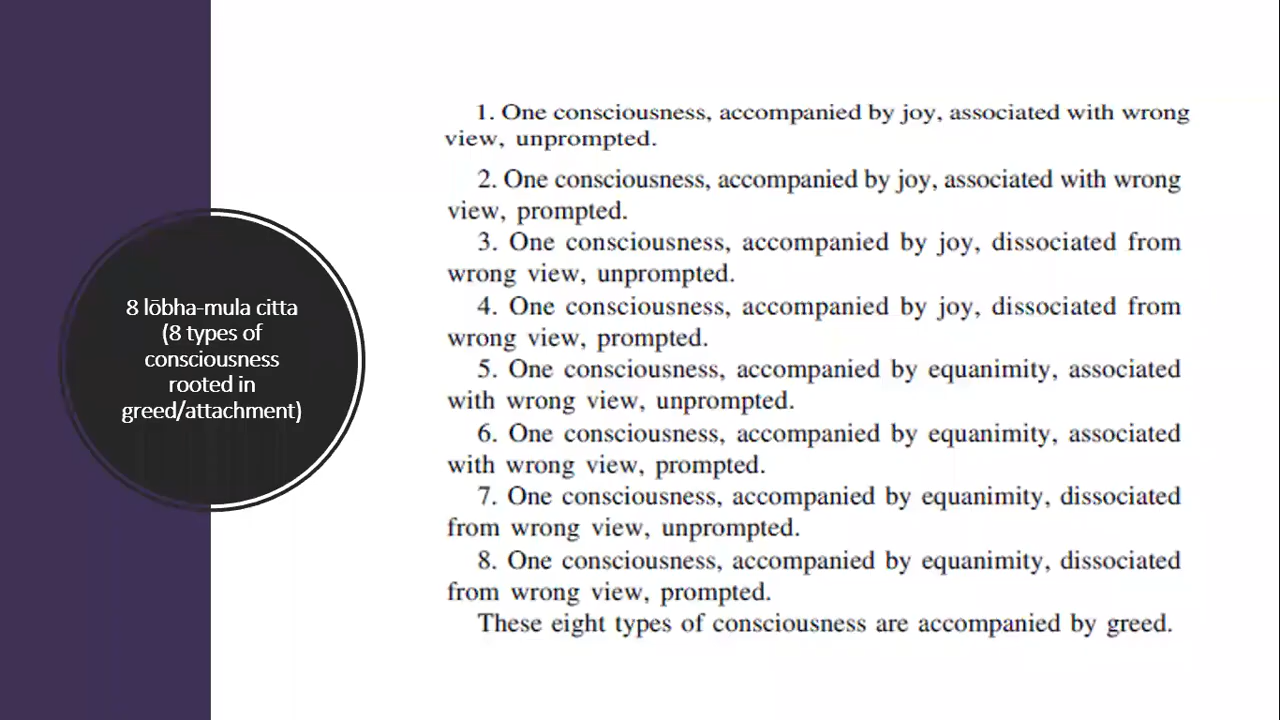 8 lōbha-mula citta
(8 types of
consciousness
rooted in
greed/attachment)
1. One consciousness, accompanied by joy, associated with wrong
view, unprompted.
2. One consciousness, accompanied by joy, associated with wrong
view, prompted.
3. One consciousness, accompanied by joy, dissociated from
wrong view, unprompted.
4. One consciousness, accompanied by joy, dissociated from
wrong view, prompted.
5. One consciousness, accompanied by equanimity, associated
with wrong view, unprompted.
6. One consciousness, accompanied by equanimity, associated
with wrong view, prompted.
7. One consciousness, accompanied by equanimity, dissociated
from wrong view, unprompted.
8. One consciousness, accompanied by equanimity, dissociated
from wrong view, prompted.
These eight types of consciousness are accompanied by greed.